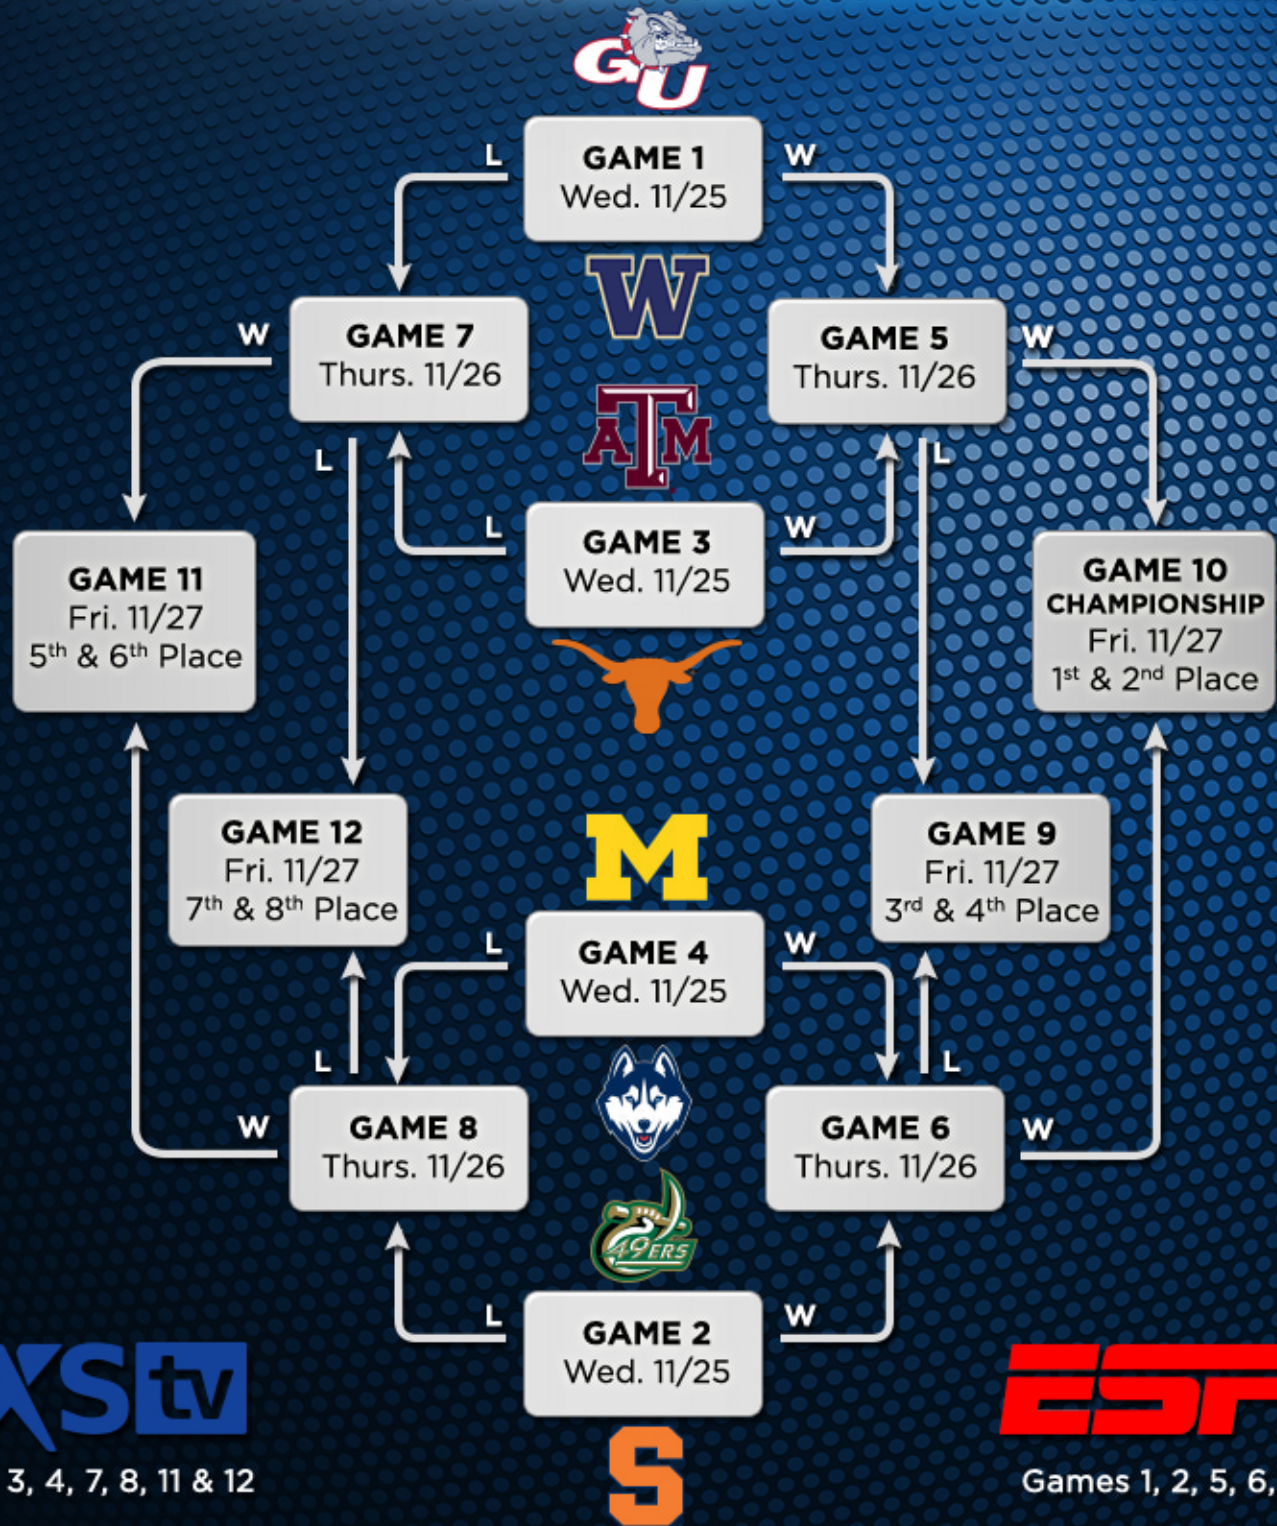 GU
L
GAME 1
Wed. 11/25
W
W
W
GAME 7
Thurs. 11/26
GAME 5
Thurs. 11/26
W
ATM
L
L
L
GAME 3
Wed. 11/25
W
GAME 11
Fri. 11/27
5th & 6th Place
GAME 10
CHAMPIONSHIP
Fri. 11/27
1st & 2nd Place
GAME 12
Fri. 11/27
7th & 8th Place
M
GAME 9
Fri. 11/27
3rd & 4th Place
L
GAME 4
Wed. 11/25
W
L
L
W
GAME 8
Thurs. 11/26
GAME 6
Thurs. 11/26
W
49ERS
L
GAME 2
Wed. 11/25
W
XS tv
ESP
3, 4, 7, 8, 11 & 12
S
Games 1, 2, 5, 6,